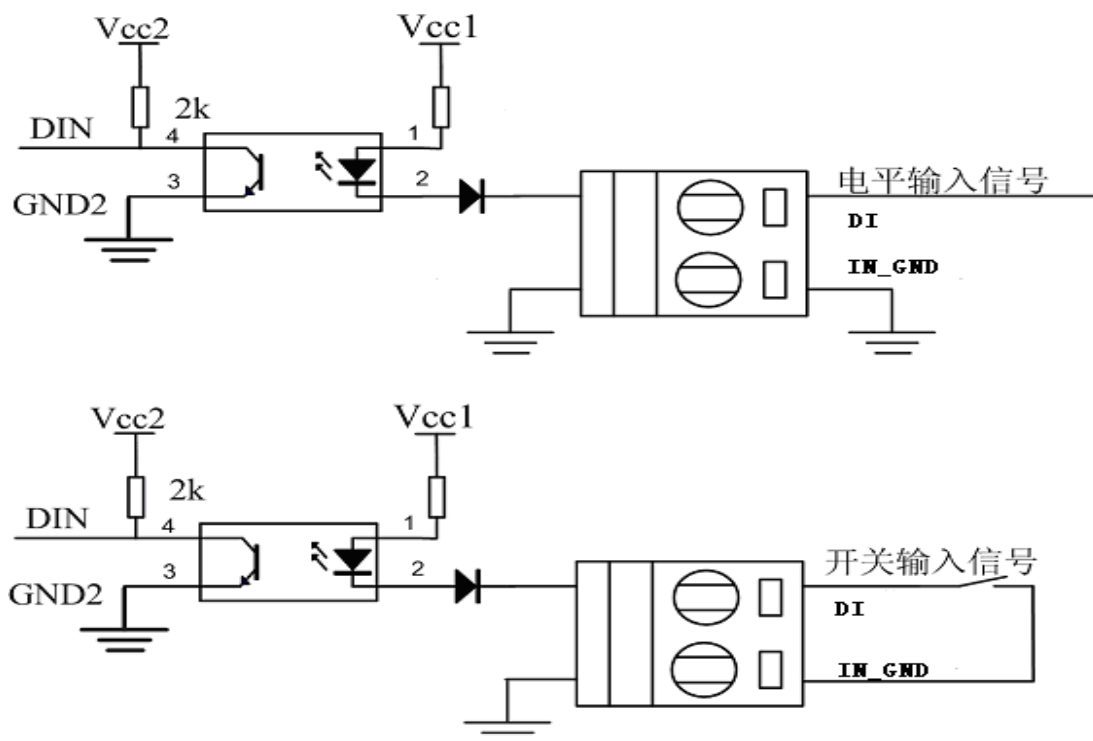 Vcc2
Vcc1
2k
DIN
4
1
3
2
GND2
电平输入信号
DI
IN_GND
Vcc2
Vcc1
2k
DIN
4
1
3
2
GND2
开关输入信号
DI
IN_GND